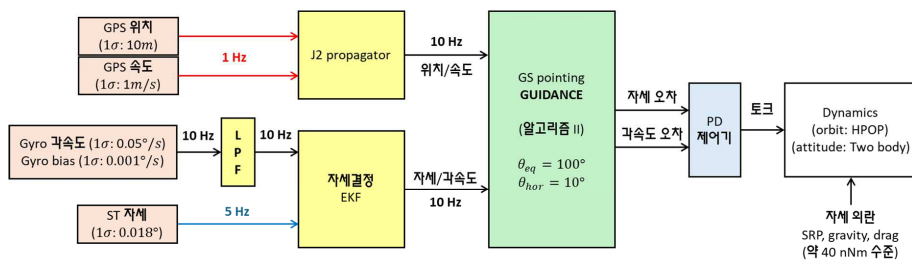 GPS 위치
(1σ: 10m)
GPS 속도
(1σ: 1m/s)
1 Hz
J2 propagator
10 Hz
위치/속도
Gyro 각속도 (1σ: 0.05°/s)
Gyro bias (1σ: 0.001°/s)
10 Hz
L
P
F
10 Hz
ST 자세
(1σ: 0.018°)
5 Hz
자세결정
EKF
자세/각속도
10 Hz
GS pointing
GUIDANCE
(알고리즘 II)
θeq = 100°
θhor = 10°
자세 오차
각속도 오차
PD
제어기
토크
Dynamics
(orbit: HPOP)
(attitude: Two body)
자세 외란
SRP, gravity, drag
(약 40 nNm 수준)